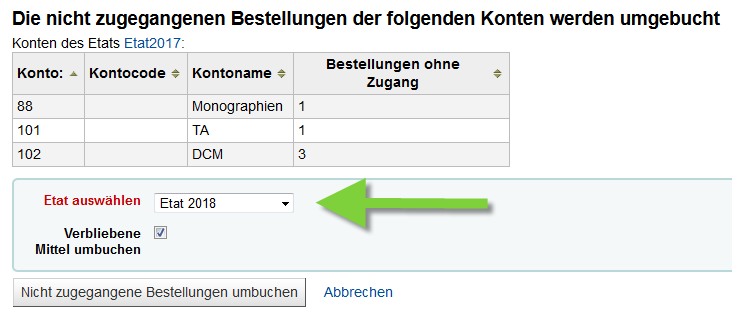 Die nicht zugegangenen Bestellungen der folgenden Konten werden umgebucht
Konten des Etats Etat2017:
Konto: Kontocode Kontoname Bestellungen ohne
Zugang
88 Monographien 1
101 TA 1
102 DCM 3
Etat auswählen Etat 2018
Verbliebene
Mittel umbuchen
Nicht zugegangene Bestellungen umbuchen Abbrechen